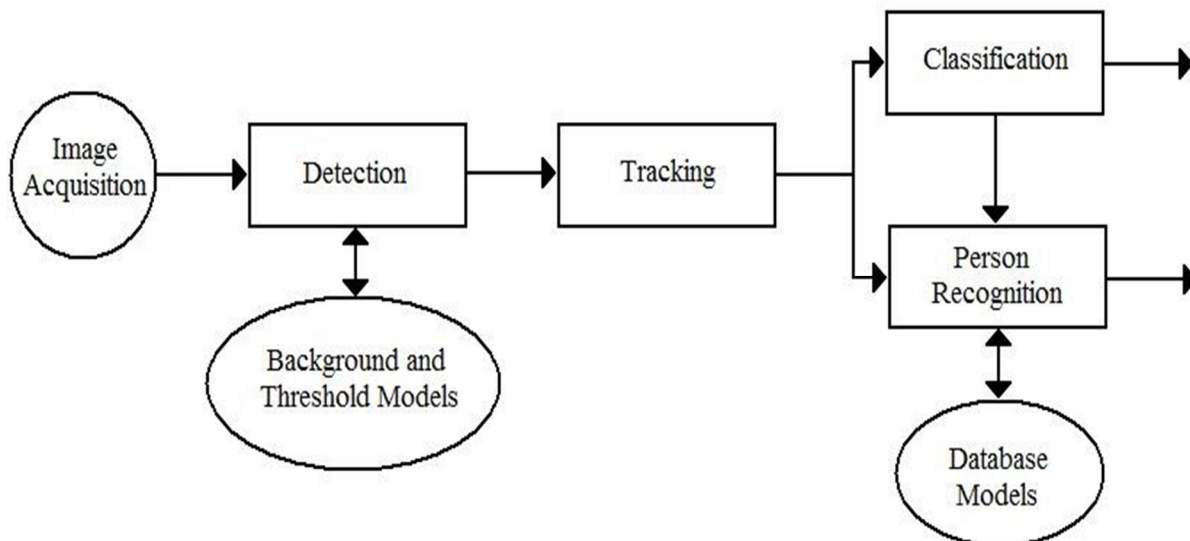 Image
Acquisition
Detection
Background and
Threshold Models
Tracking
Classification
Person
Recognition
Database
Models